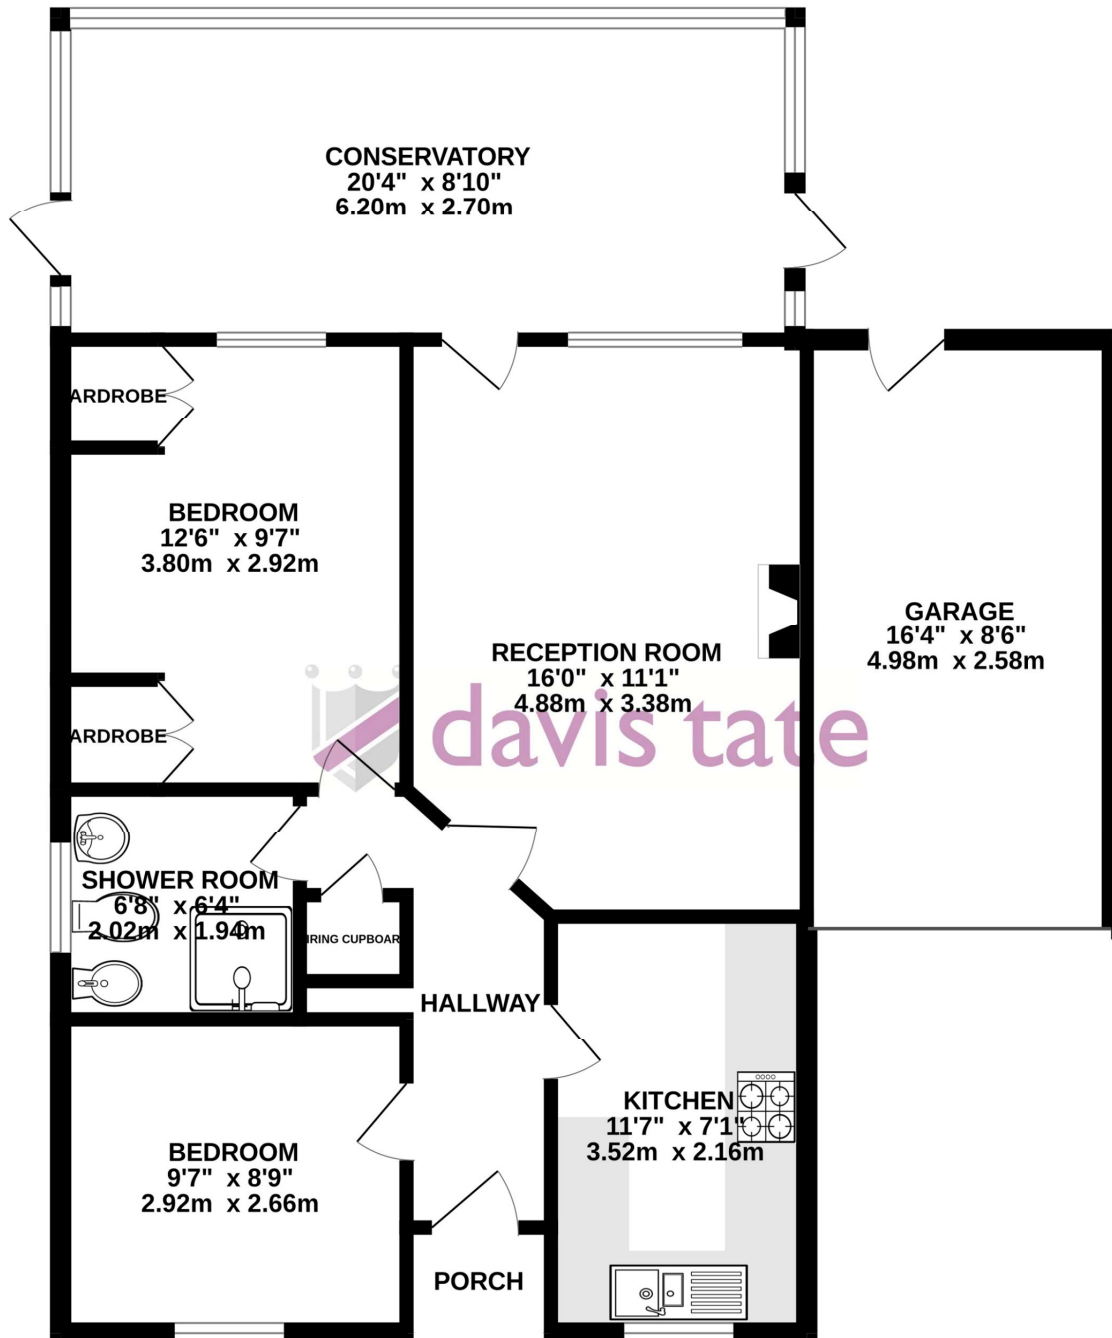 CONSERVATORY
20'4" x 8'10"
6.20m x 2.70m
ARDROBE
BEDROOM
12'6" x 9'7"
3.80m x 2.92m
GARAGE
16'4" x 8'6"
4.98m x 2.58m
RECEPTION ROOM
16'0" x 11'1"
4.88m x 3.38m
davis tate
ARDROBE
SHOWER ROOM
6'8" x 6'4"
2.02m x 1.94m
IRING CUPBOAR
HALLWAY
KITCHEN
11'7" x 7'1"
3.52m x 2.16m
BEDROOM
9'7" x 8'9"
2.92m x 2.66m
PORCH